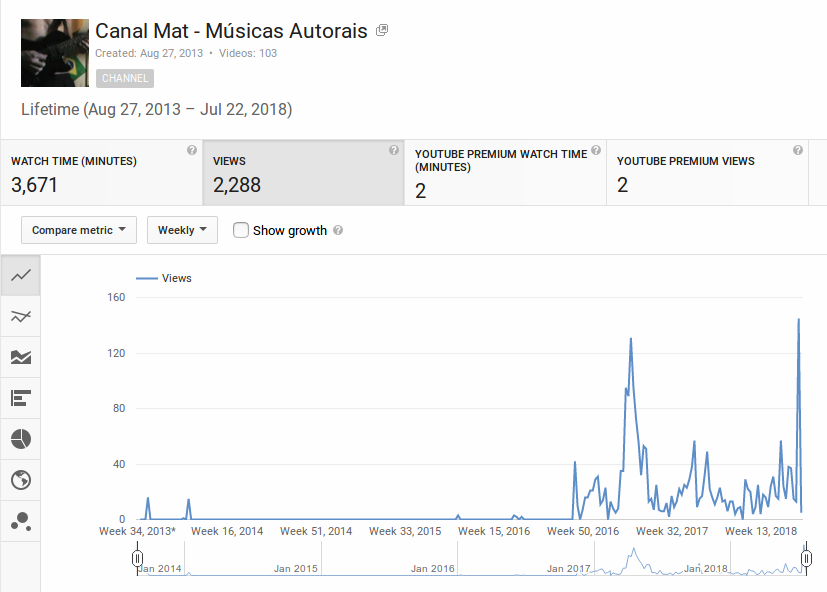 Canal Mat - Músicas Autorais
Created: Aug 27, 2013 • Videos: 103
CHANNEL
Lifetime (Aug 27, 2013 – Jul 22, 2018)
WATCH TIME (MINUTES)
3,671
VIEWS
2,288
YOUTUBE PREMIUM WATCH TIME
(MINUTES)
2
YOUTUBE PREMIUM VIEWS
2
Compare metric
Weekly
Show growth
Views
160
120
80
40
0
Week 34, 2013* Week 16, 2014 Week 51, 2014 Week 33, 2015 Week 15, 2016 Week 50, 2016 Week 32, 2017 Week 13, 2018
Jan 2014 Jan 2015 Jan 2016 Jan 2017 Jan 2018